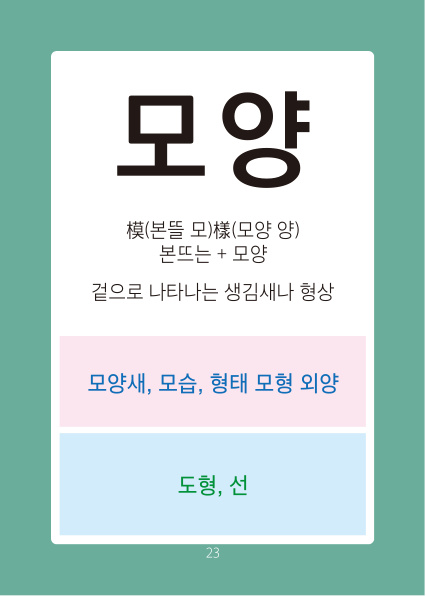 모양
模(본뜰 모)樣(모양 양)
본뜨는 + 모양
겉으로 나타나는 생김새나 형상
모양새, 모습, 형태 모형 외양
도형, 선
23